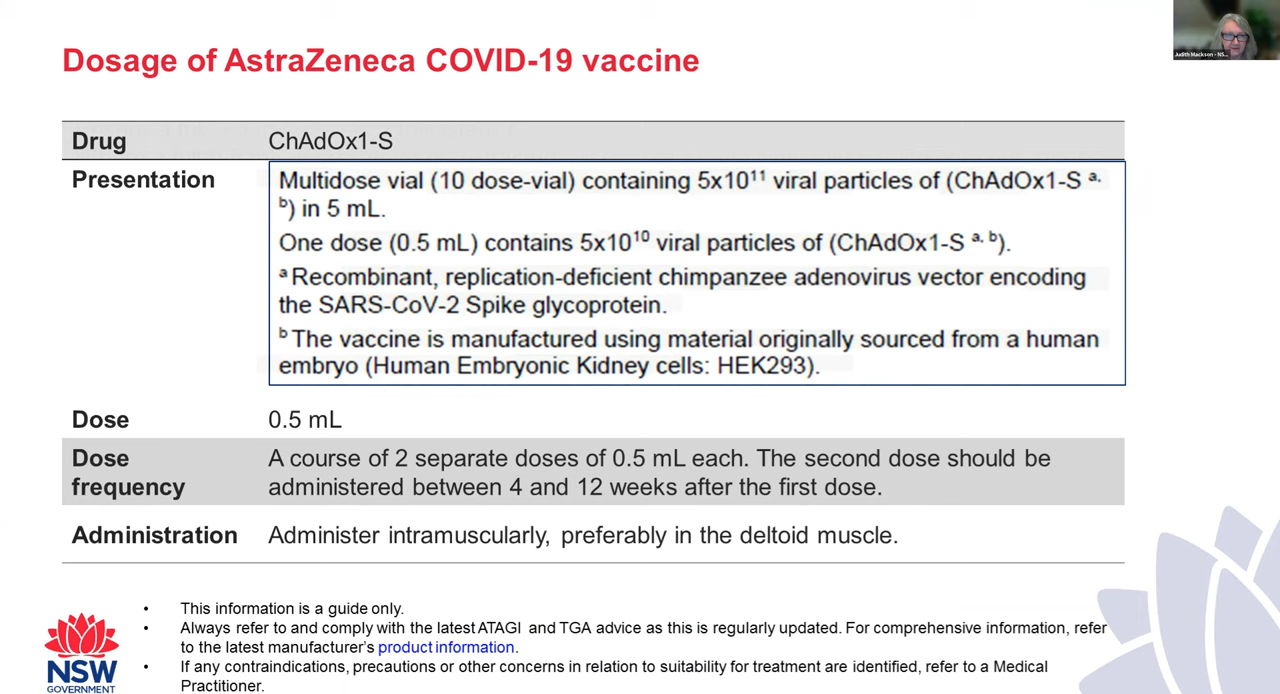 Judith Mackson - NS...
Dosage of AstraZeneca COVID-19 vaccine
Drug ChAdOx1-S
Presentation Multidose vial (10 dose-vial) containing 5x10¹¹ viral particles of (ChAdOx1-S ᵃ,
ᵇ) in 5 mL.
One dose (0.5 mL) contains 5x10¹⁰ viral particles of (ChAdOx1-S ᵃ, ᵇ).
ᵃ Recombinant, replication-deficient chimpanzee adenovirus vector encoding
the SARS-CoV-2 Spike glycoprotein.
ᵇ The vaccine is manufactured using material originally sourced from a human
embryo (Human Embryonic Kidney cells: HEK293).
Dose 0.5 mL
Dose frequency A course of 2 separate doses of 0.5 mL each. The second dose should be
administered between 4 and 12 weeks after the first dose.
Administration Administer intramuscularly, preferably in the deltoid muscle.
• This information is a guide only.
• Always refer to and comply with the latest ATAGI and TGA advice as this is regularly updated. For comprehensive information, refer
to the latest manufacturer's product information.
• If any contraindications, precautions or other concerns in relation to suitability for treatment are identified, refer to a Medical
Practitioner.
NSW
GOVERNMENT